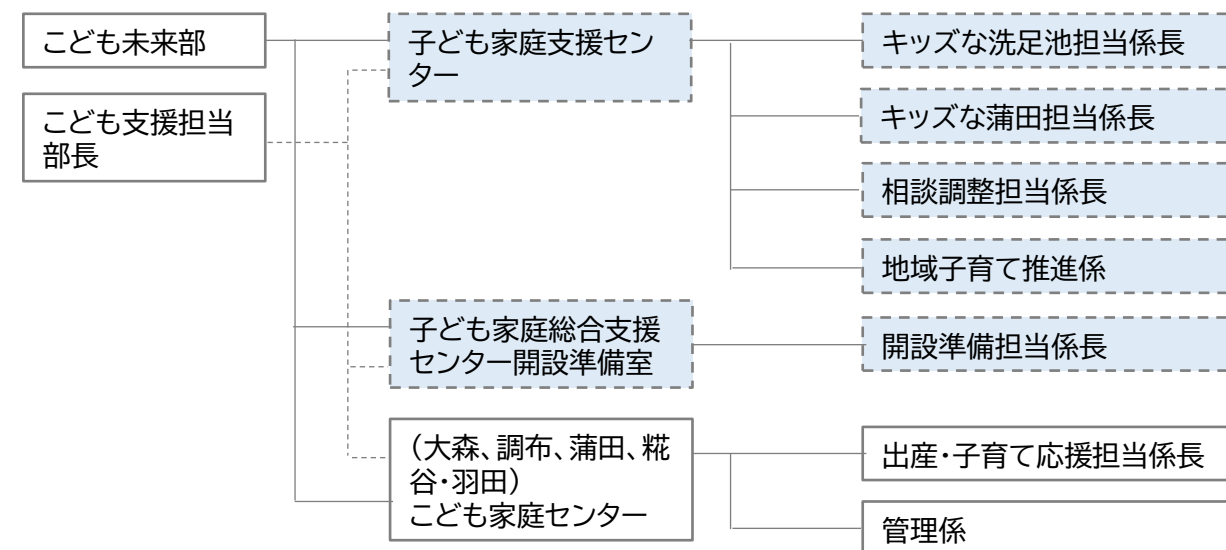 こども未来部
こども支援担当
部長
子ども家庭支援セン
ター
子ども家庭総合支援
センター開設準備室
（大森、調布、蒲田、糀
谷・羽田）
こども家庭センター
キッズな洗足池担当係長
キッズな蒲田担当係長
相談調整担当係長
地域子育て推進係
開設準備担当係長
出産・子育て応援担当係長
管理係